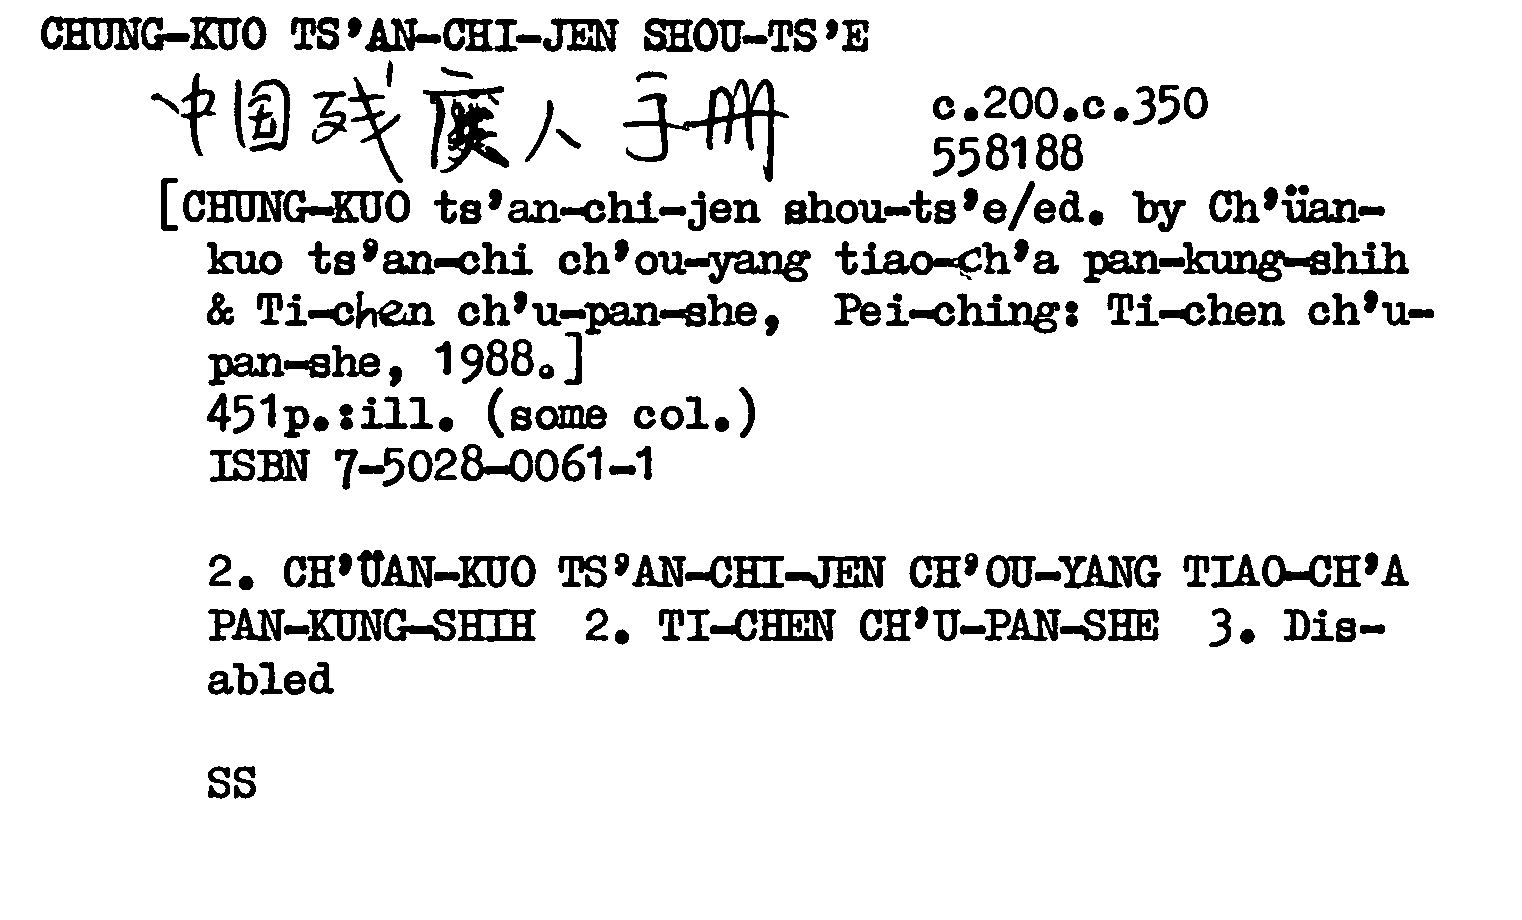 CHUNG-KUO TS'AN-CHI-JEN SHOU-TS'E
中国残疾人手册
c.200.c.350
558188
[CHUNG-KUO ts'an-chi-jen shou-ts'e/ed. by Ch'üan-
kuo ts'an-chi ch'ou-yang tiao-ch'a pan-kung-shih
& Ti-chen ch'u-pan-she, Pei-ching: Ti-chen ch'u-
pan-she, 1988.]
451p.:ill. (some col.)
ISBN 7-5028-0061-1
2. CH'ÜAN-KUO TS'AN-CHI-JEN CH'OU-YANG TIAO-CH'A
PAN-KUNG-SHIH 2. TI-CHEN CH'U-PAN-SHE 3. Dis-
abled
SS